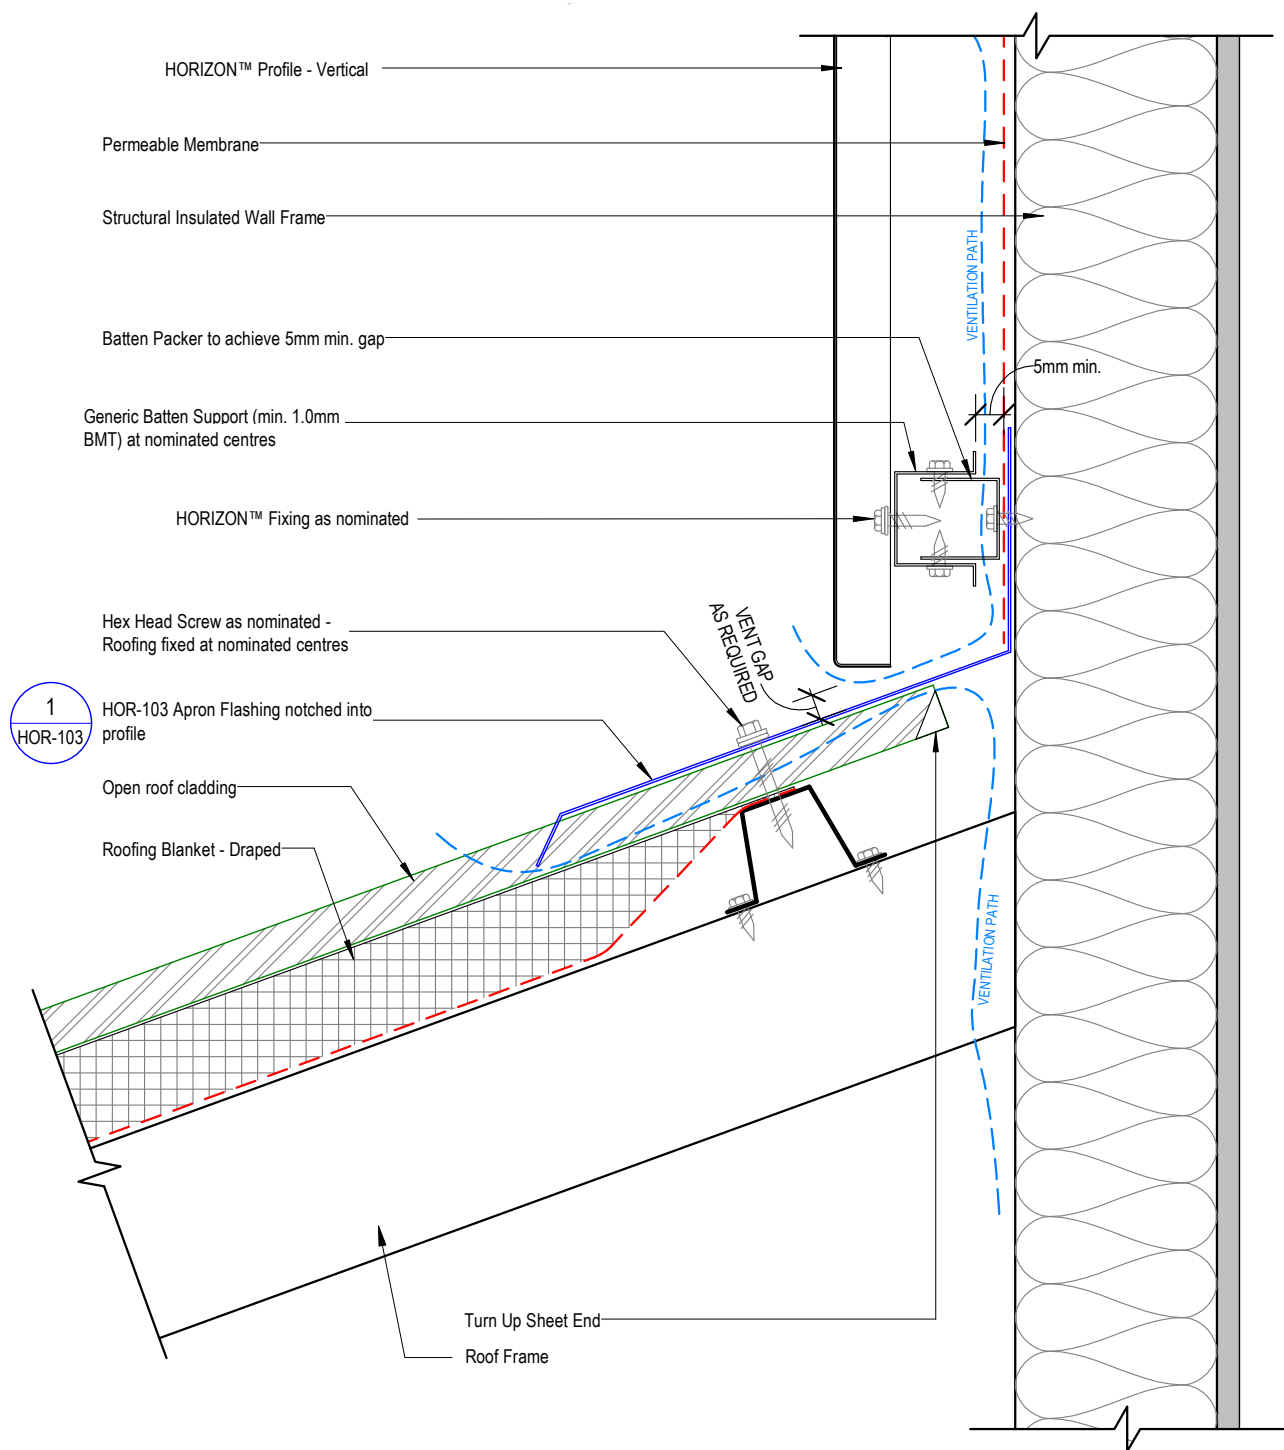 HORIZON™ Profile - Vertical
Permeable Membrane
Structural Insulated Wall Frame
VENTILATION PATH
Batten Packer to achieve 5mm min. gap
5mm min.
Generic Batten Support (min. 1.0mm
BMT) at nominated centres
HORIZON™ Fixing as nominated
VENT GAP
AS REQUIRED
Hex Head Screw as nominated -
Roofing fixed at nominated centres
1
HOR-103
HOR-103 Apron Flashing notched into
profile
Open roof cladding
Roofing Blanket - Draped
VENTILATION PATH
Turn Up Sheet End
Roof Frame